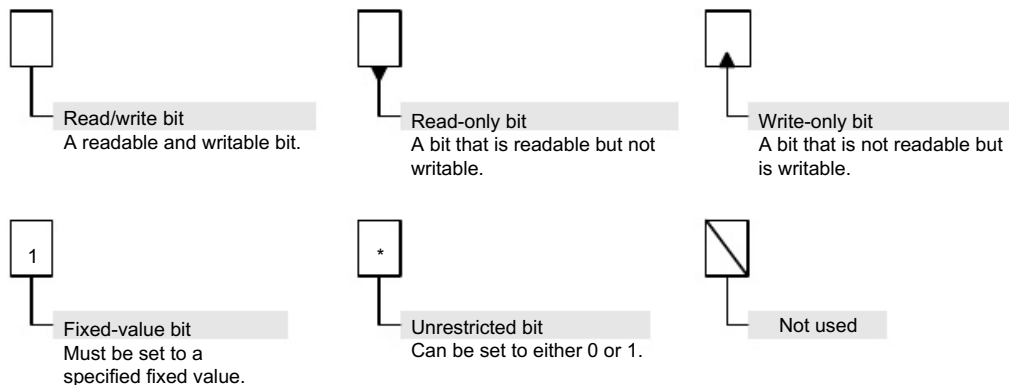 Read/write bit
A readable and writable bit.
Read-only bit
A bit that is readable but not
writable.
Write-only bit
A bit that is not readable but
is writable.
1
Fixed-value bit
Must be set to a
specified fixed value.
*
Unrestricted bit
Can be set to either 0 or 1.
Not used